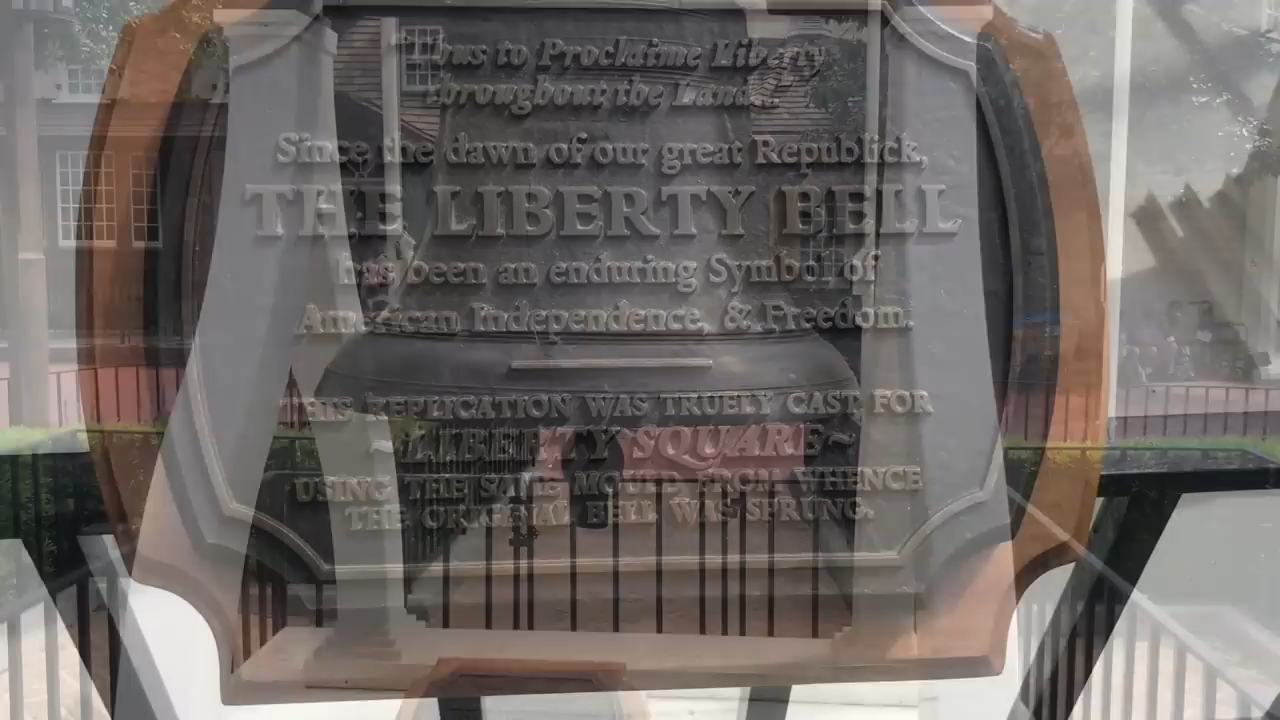 "Thus to Proclaime Liberty
throughout the Land..."
Since the dawn of our great Republick,
THE LIBERTY BELL
has been an enduring Symbol of
American Independence, & Freedom.
THIS REPLICATION WAS TRUELY CAST FOR
~LIBERTY SQUARE~
USING THE SAME MOULD FROM WHENCE
THE ORIGINAL BELL WAS SPRUNG.